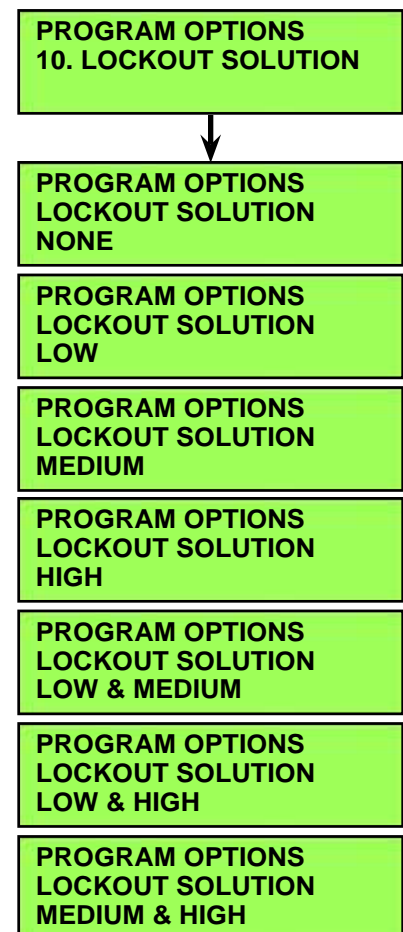 PROGRAM OPTIONS
10. LOCKOUT SOLUTION
PROGRAM OPTIONS
LOCKOUT SOLUTION
NONE
PROGRAM OPTIONS
LOCKOUT SOLUTION
LOW
PROGRAM OPTIONS
LOCKOUT SOLUTION
MEDIUM
PROGRAM OPTIONS
LOCKOUT SOLUTION
HIGH
PROGRAM OPTIONS
LOCKOUT SOLUTION
LOW & MEDIUM
PROGRAM OPTIONS
LOCKOUT SOLUTION
LOW & HIGH
PROGRAM OPTIONS
LOCKOUT SOLUTION
MEDIUM & HIGH